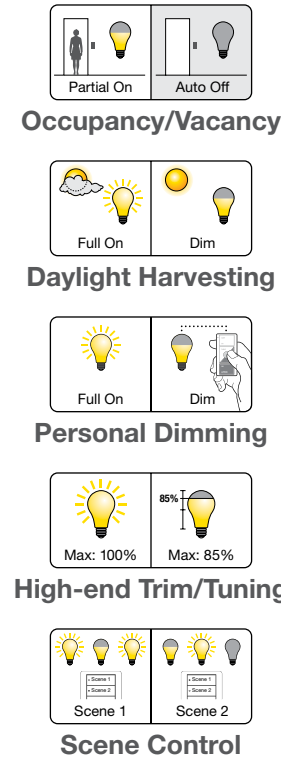 Partial On Auto Off
Occupancy/Vacancy
Full On Dim
Daylight Harvesting
Full On Dim
Personal Dimming
85%
Max: 100% Max: 85%
High-end Trim/Tuning
Scene 1 Scene 1
Scene 2 Scene 2
Scene 1 Scene 2
Scene Control